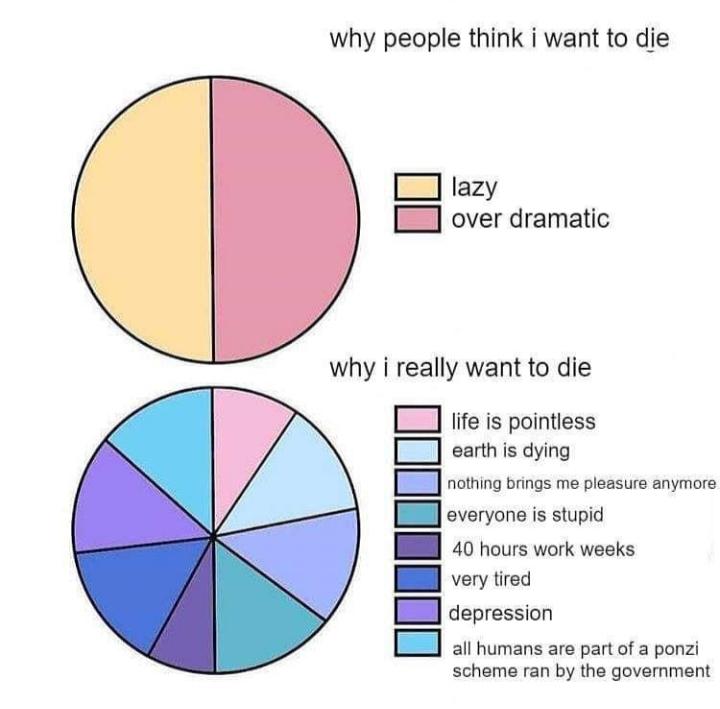 why people think i want to die
lazy
over dramatic
why i really want to die
life is pointless
earth is dying
nothing brings me pleasure anymore
everyone is stupid
40 hours work weeks
very tired
depression
all humans are part of a ponzi
scheme ran by the government